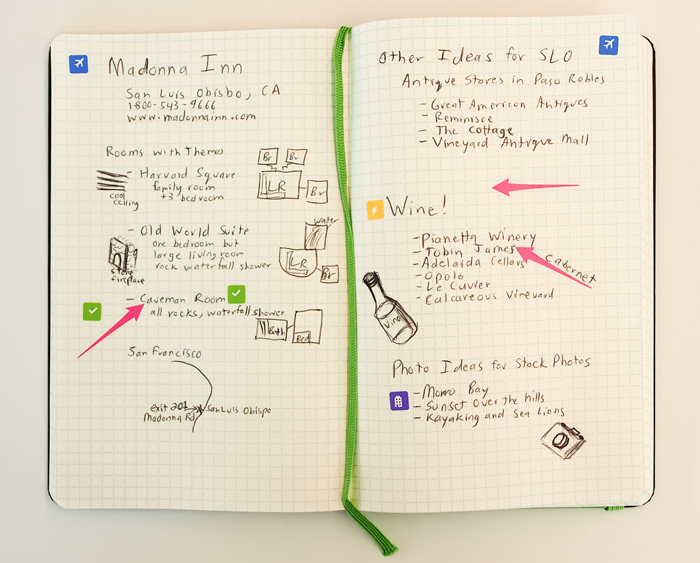 Madonna Inn
San Luis Obisbo, CA
1-800-543-9666
www.madonnainn.com
Rooms with Themes
- Harvard Square
family room
+3 bedroom
cool
ceiling
Br
Br
LR
Br
- Old World Suite
one bedroom but
large living room
rock waterfall shower
stone
fireplace
water
LR
Br
- Caveman Room
all rocks, waterfall shower
Bath
Bed
San Francisco
exit 201
Madonna Rd
San Luis Obispo
Other Ideas for SLO
Antique Stores in Paso Robles
- Great American Antiques
- Reminisce
- The Cottage
- Vineyard Antique Mall
Wine!
- Pianetta Winery
- Tobin James
- Adelaida Cellars
- Opolo
- Le Cuvier
- Calcareous Vineyard
cabernet
Vino
Photo Ideas for Stock Photos
- Morro Bay
- Sunset Over the hills
- Kayaking and Sea Lions